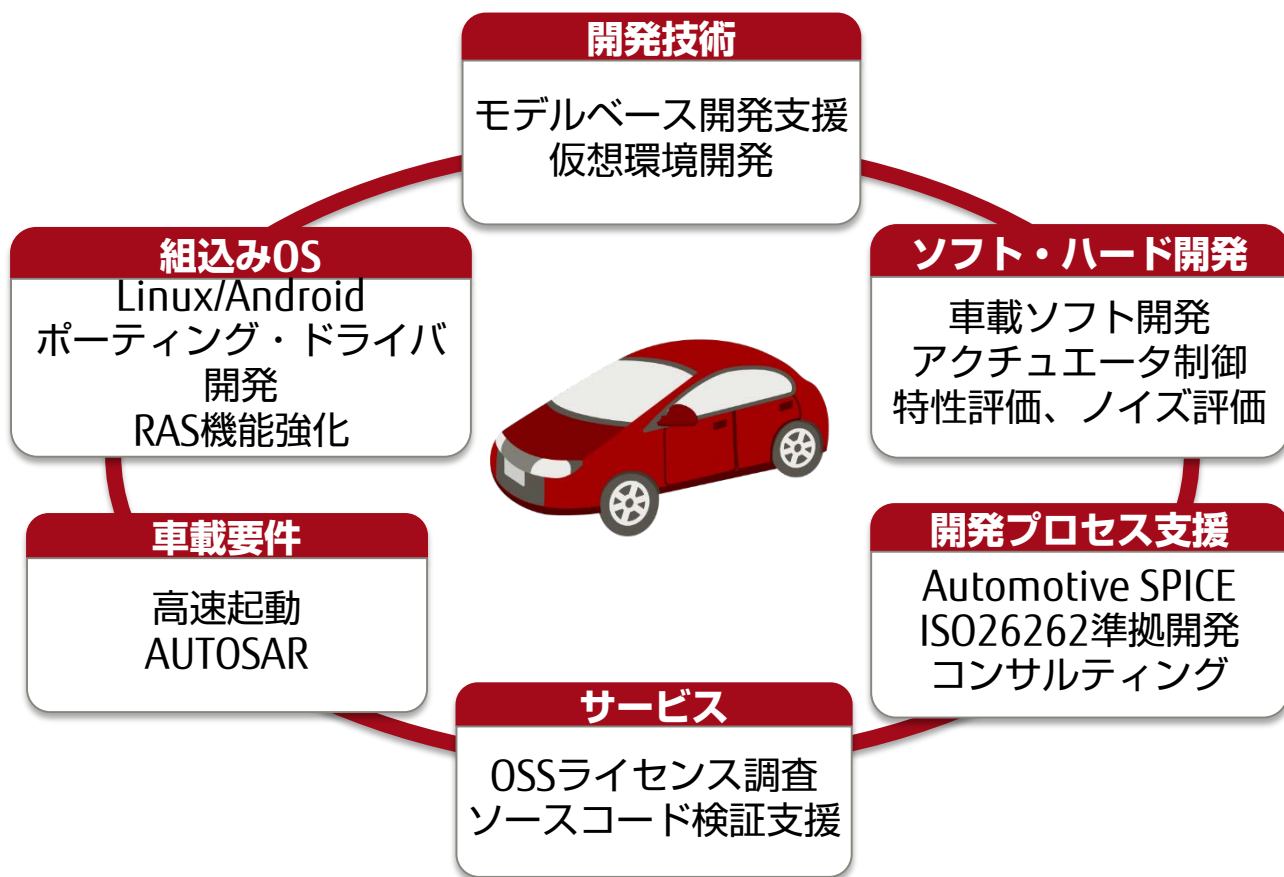 開発技術
モデルベース開発支援
仮想環境開発
組込みOS
Linux/Android
ポーティング・ドライバ
開発
RAS機能強化
ソフト・ハード開発
車載ソフト開発
アクチュエータ制御
特性評価、ノイズ評価
車載要件
高速起動
AUTOSAR
開発プロセス支援
Automotive SPICE
ISO26262準拠開発
コンサルティング
サービス
OSSライセンス調査
ソースコード検証支援